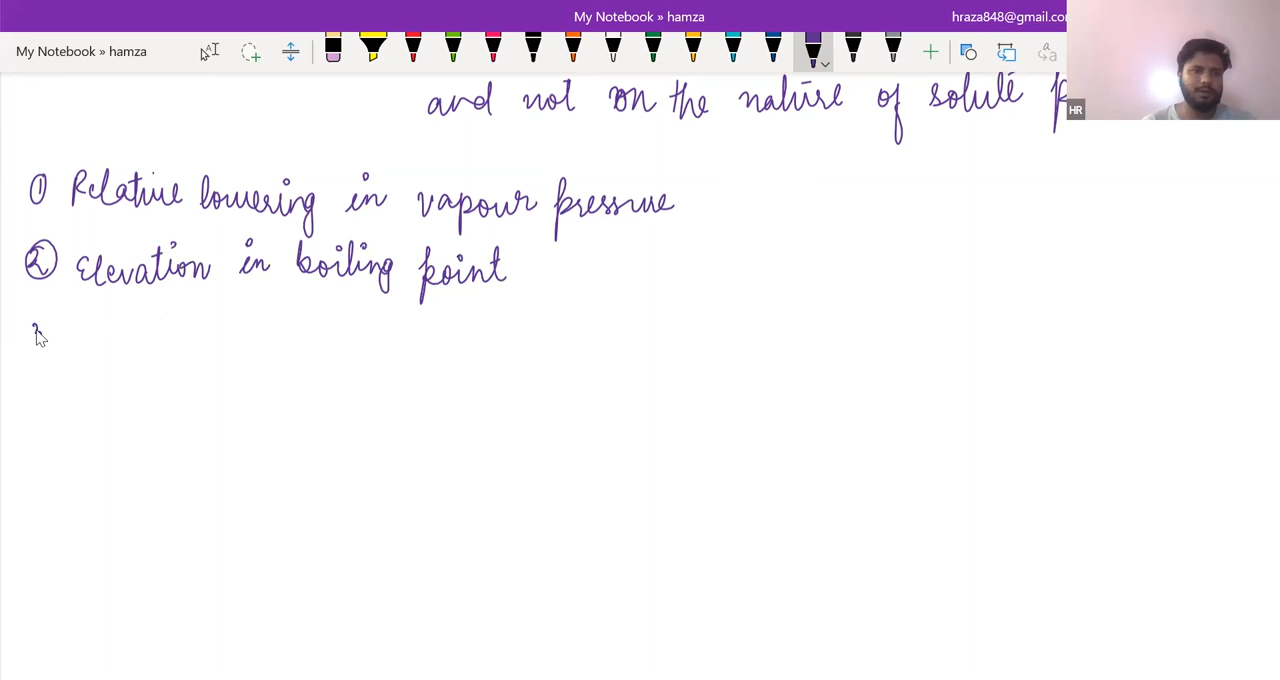 My Notebook » hamza
hraza848@gmail.co
My Notebook » hamza
and not on the nature of solute p
HR
① Relative lowering in vapour pressure
② Elevation in boiling point